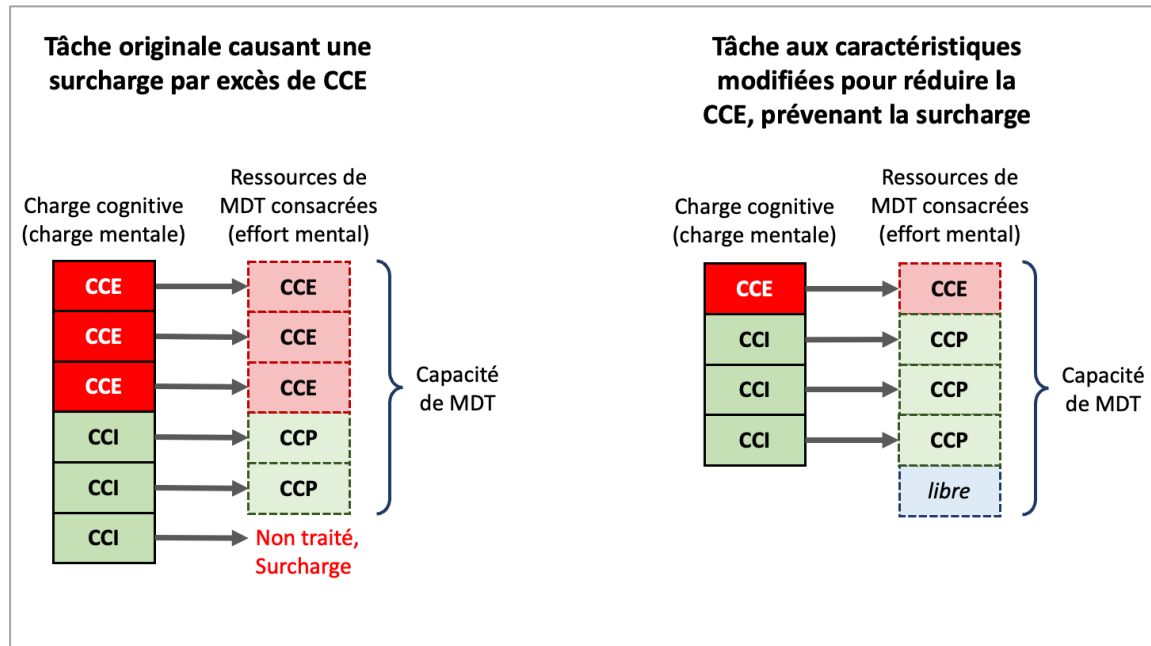 Tâche originale causant une
surcharge par excès de CCE
Charge cognitive
(charge mentale)
Ressources de
MDT consacrées
(effort mental)
CCE
CCE
CCE
CCE
CCE
CCE
CCI
CCP
CCI
CCP
CCI
Non traité,
Surcharge
Capacité
de MDT
Tâche aux caractéristiques
modifiées pour réduire la
CCE, prévenant la surcharge
Charge cognitive
(charge mentale)
Ressources de
MDT consacrées
(effort mental)
CCE
CCE
CCI
CCP
CCI
CCP
CCI
CCP
libre
Capacité
de MDT